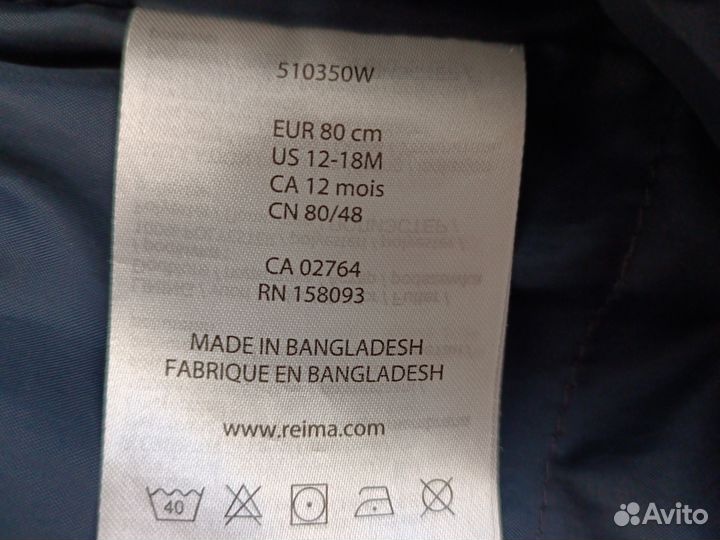 510350W
EUR 80 cm
US 12-18M
CA 12 mois
CN 80/48
CA 02764
RN 158093
MADE IN BANGLADESH
FABRIQUE EN BANGLADESH
www.reima.com
40
Avito